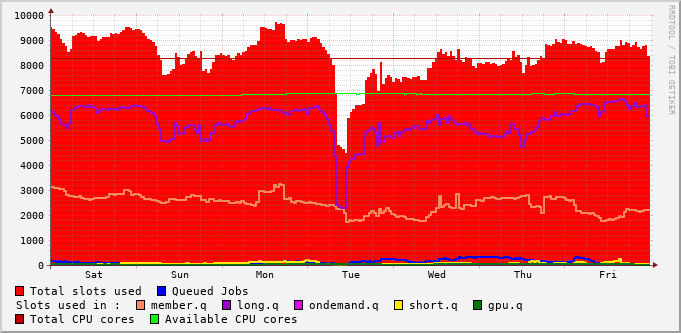 10000
9000
8000
7000
6000
5000
4000
3000
2000
1000
0
Sat Sun Mon Tue Wed Thu Fri
Total slots used Queued Jobs
Slots used in : member.q long.q ondemand.q short.q gpu.q
Total CPU cores
Available CPU cores
RRDTOOL / TOBI OETIKER